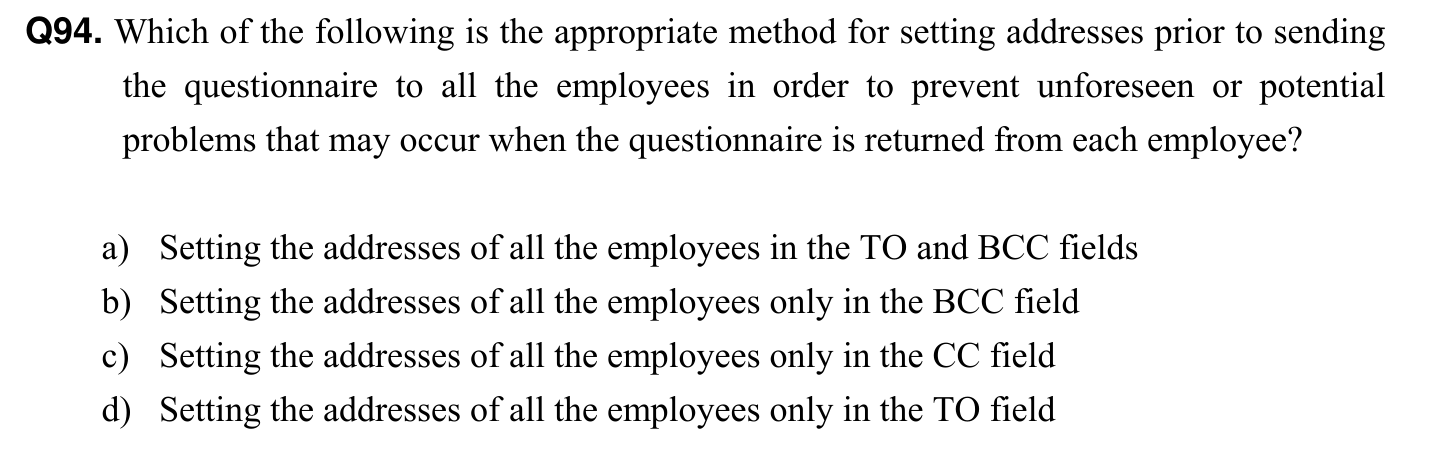 Q94. Which of the following is the appropriate method for setting addresses prior to sending
the questionnaire to all the employees in order to prevent unforeseen or potential
problems that may occur when the questionnaire is returned from each employee?
a) Setting the addresses of all the employees in the TO and BCC fields
b) Setting the addresses of all the employees only in the BCC field
c) Setting the addresses of all the employees only in the CC field
d) Setting the addresses of all the employees only in the TO field